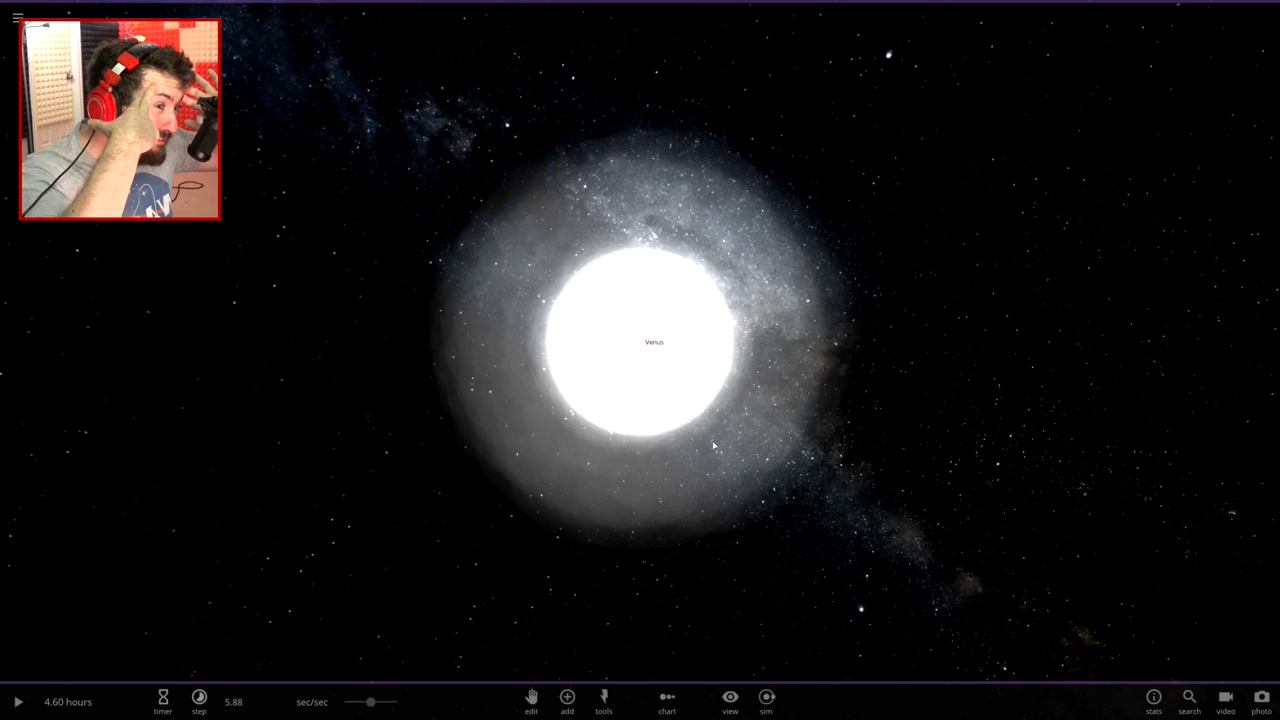 Venus
4.60 hours
timer
step
5.88
sec/sec
edit
add
tools
chart
view
sim
stats
search
video
photo